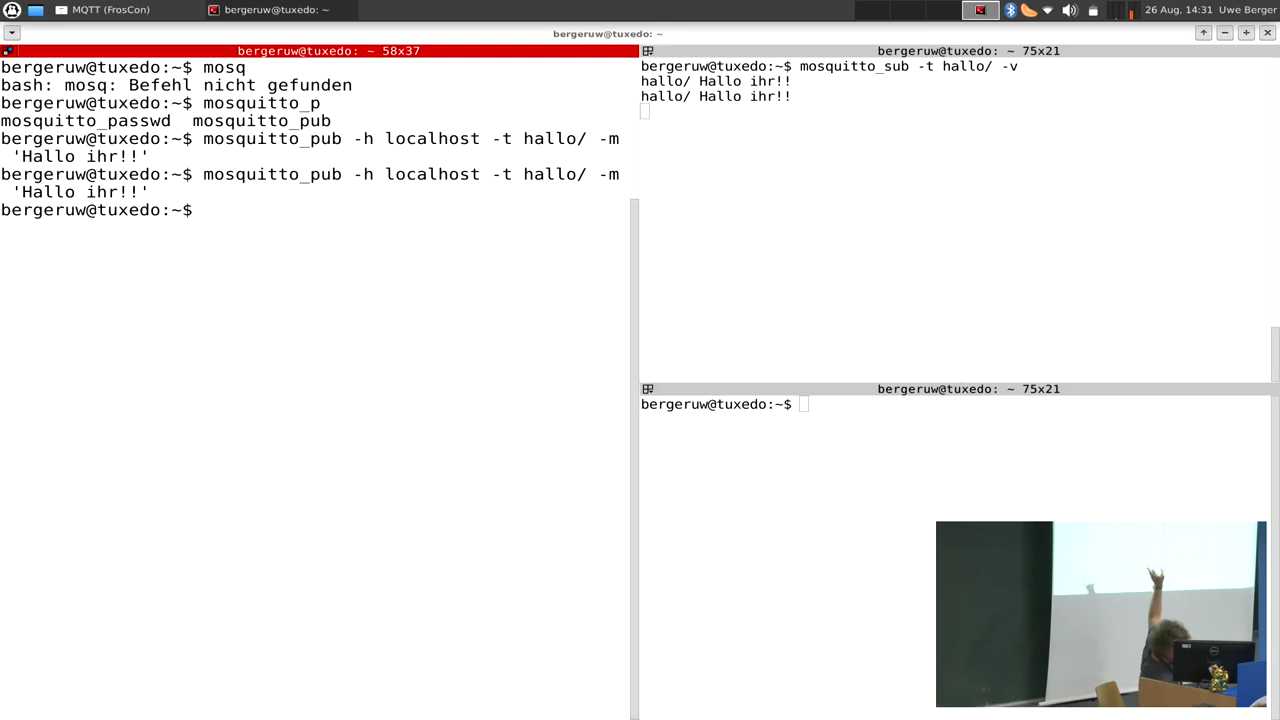 MQTT (FrosCon)
bergeruw@tuxedo: ~
26 Aug, 14:31 Uwe Berger
bergeruw@tuxedo: ~
bergeruw@tuxedo: ~ 58x37
bergeruw@tuxedo:~$ mosq
bash: mosq: Befehl nicht gefunden
bergeruw@tuxedo:~$ mosquitto_p
mosquitto_passwd  mosquitto_pub
bergeruw@tuxedo:~$ mosquitto_pub -h localhost -t hallo/ -m
'Hallo ihr!!'
bergeruw@tuxedo:~$ mosquitto_pub -h localhost -t hallo/ -m
'Hallo ihr!!'
bergeruw@tuxedo:~$
bergeruw@tuxedo: ~ 75x21
bergeruw@tuxedo:~$ mosquitto_sub -t hallo/ -v
hallo/ Hallo ihr!!
hallo/ Hallo ihr!!
bergeruw@tuxedo: ~ 75x21
bergeruw@tuxedo:~$